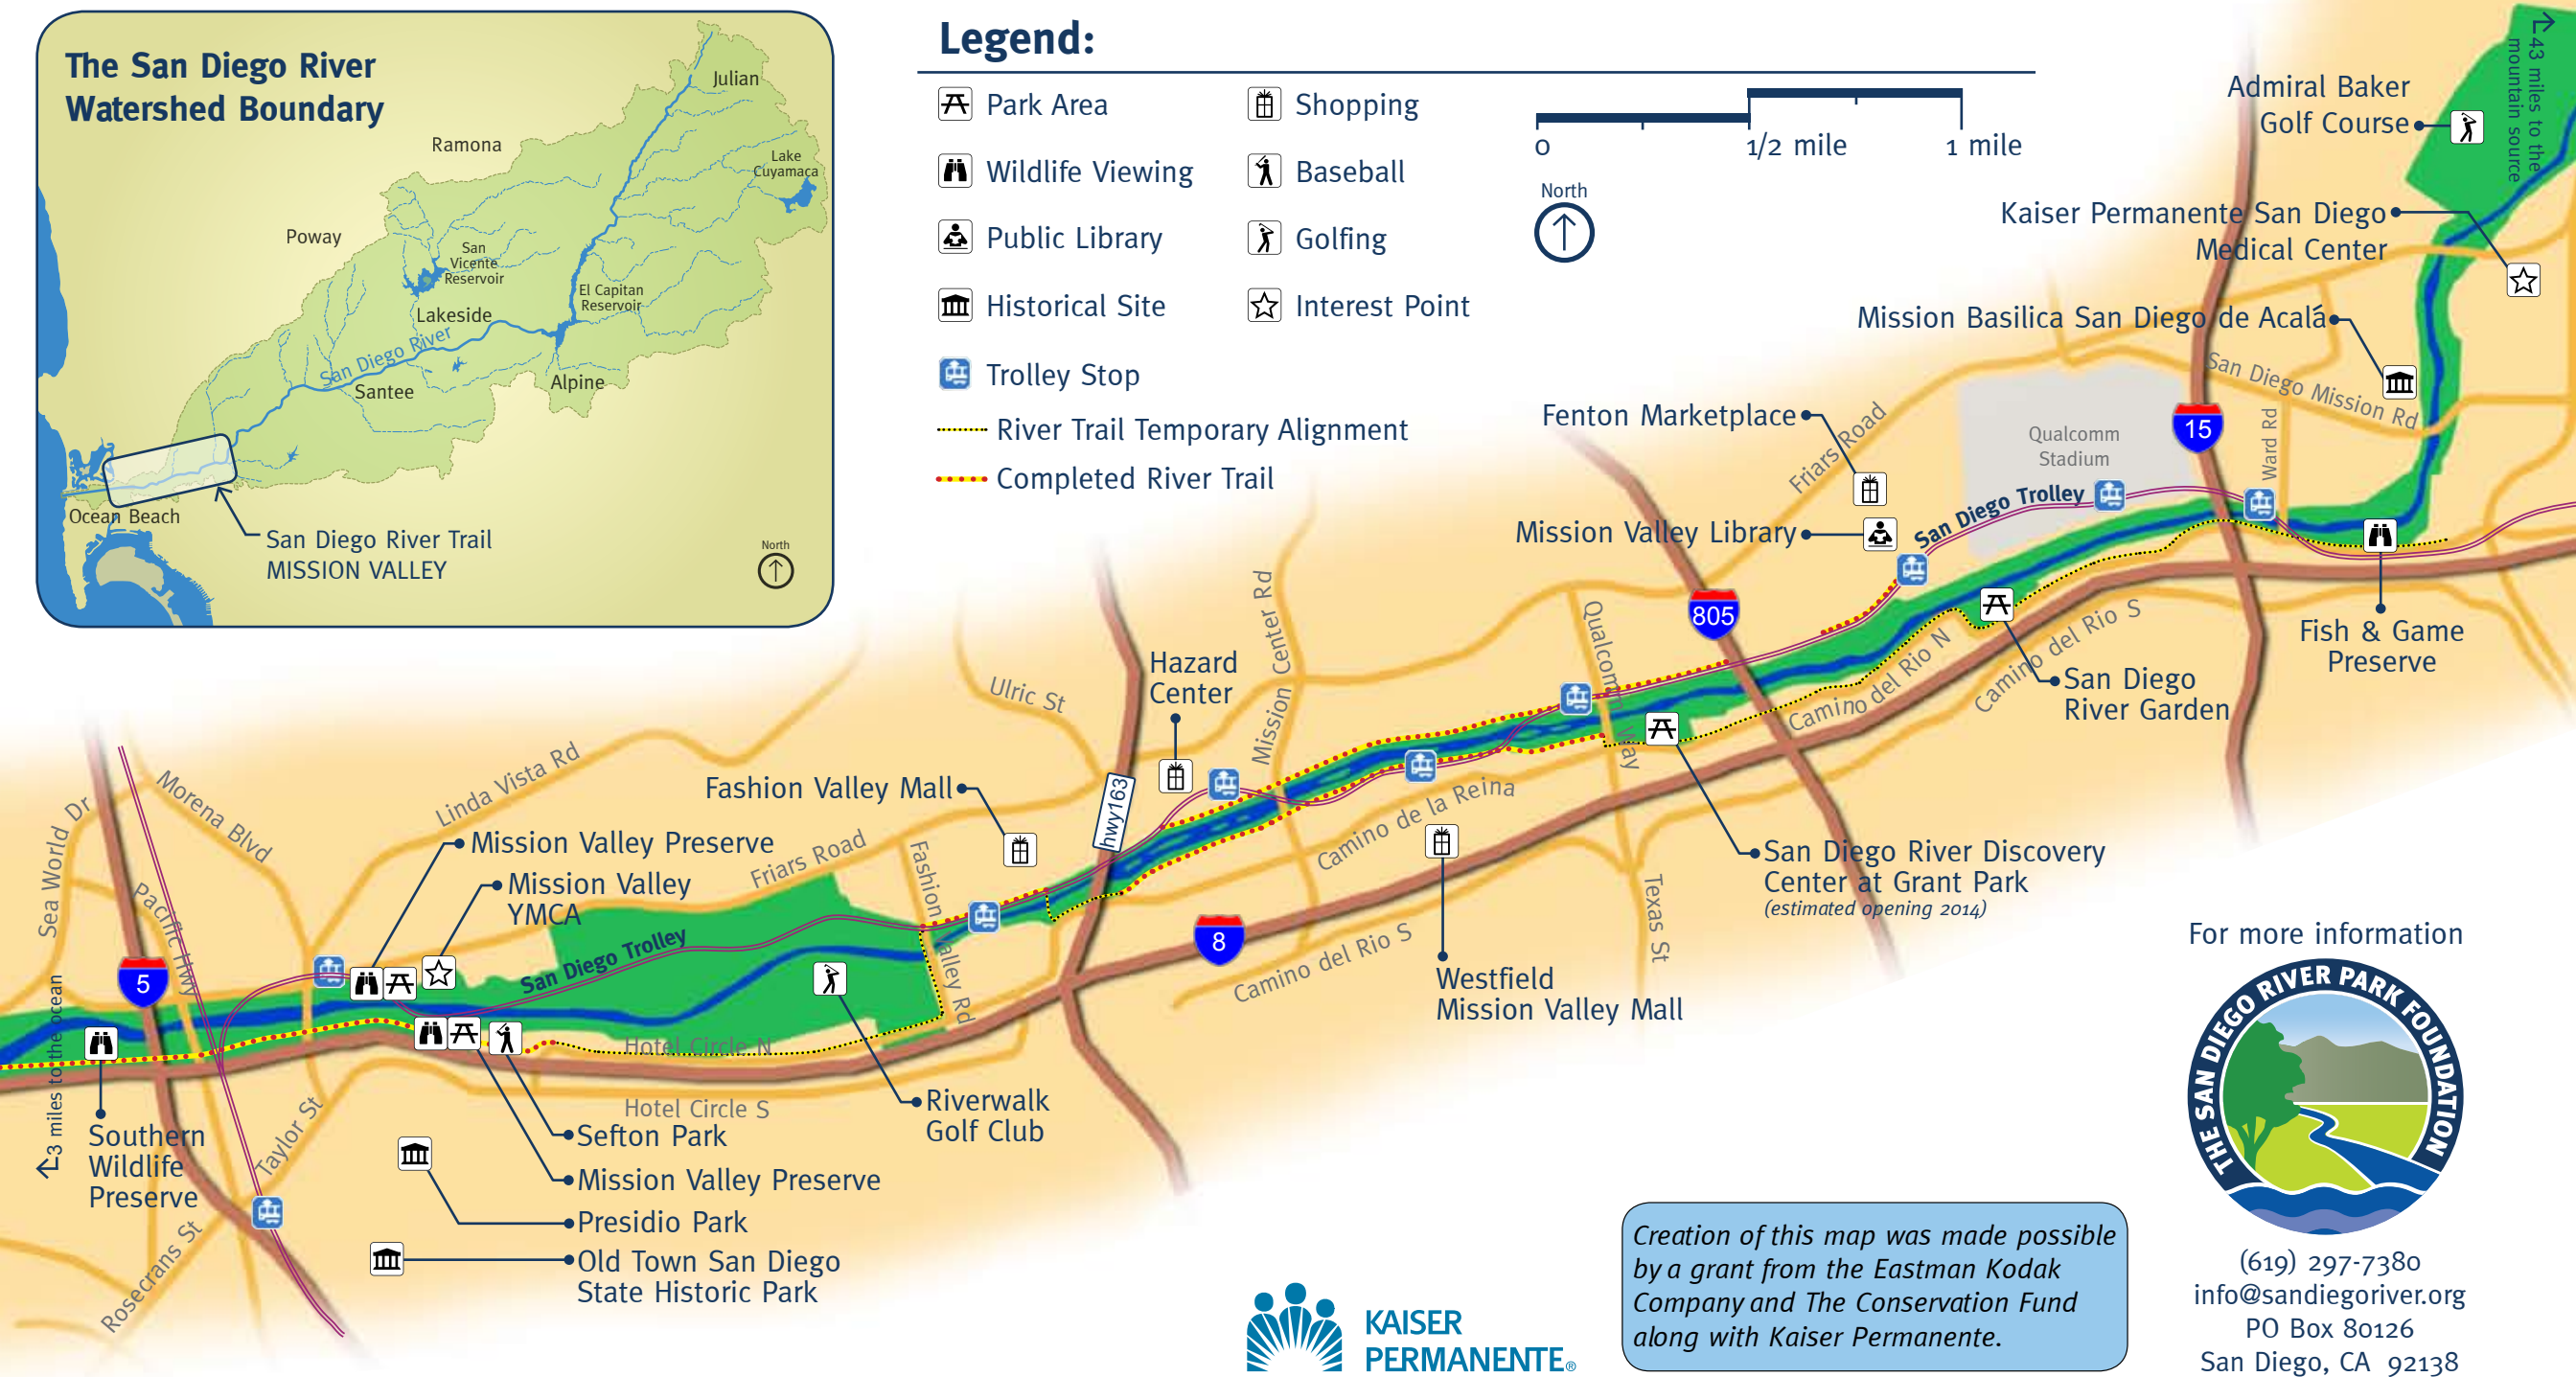 The San Diego River
Watershed Boundary
Julian
Ramona
Lake
Cuyamaca
Poway
San
Vicente
Reservoir
El Capitan
Reservoir
Lakeside
San Diego River
Santee
Alpine
Ocean Beach
San Diego River Trail
MISSION VALLEY
North
Legend:
Park Area
Wildlife Viewing
Public Library
Historical Site
Trolley Stop
River Trail Temporary Alignment
Completed River Trail
Shopping
Baseball
Golfing
Interest Point
0 1/2 mile 1 mile
North
43 miles to the
mountain source
Admiral Baker
Golf Course
Kaiser Permanente San Diego
Medical Center
Mission Basilica San Diego de Acalá
San Diego Mission Rd
Fenton Marketplace
Friars Road
Qualcomm
Stadium
15
Ward Rd
Mission Valley Library
San Diego Trolley
805
Fish & Game
Preserve
San Diego
River Garden
Camino del Rio N
Camino del Rio S
Qualcomm Way
Mission Center Rd
Hazard
Center
Ulric St
hwy163
Fashion Valley Mall
Camino de la Reina
San Diego River Discovery
Center at Grant Park
(estimated opening 2014)
Texas St
Westfield
Mission Valley Mall
8
Camino del Rio S
Linda Vista Rd
Morena Blvd
Sea World Dr
Pacific Hwy
5
Mission Valley Preserve
Mission Valley
YMCA
Friars Road
Fashion Valley Rd
San Diego Trolley
Hotel Circle N
Hotel Circle S
Riverwalk
Golf Club
3 miles to the ocean
Southern
Wildlife
Preserve
Taylor St
Rosecrans St
Sefton Park
Mission Valley Preserve
Presidio Park
Old Town San Diego
State Historic Park
KAISER
PERMANENTE®
Creation of this map was made possible
by a grant from the Eastman Kodak
Company and The Conservation Fund
along with Kaiser Permanente.
For more information
THE SAN DIEGO RIVER PARK FOUNDATION
(619) 297-7380
info@sandiegoriver.org
PO Box 80126
San Diego, CA 92138